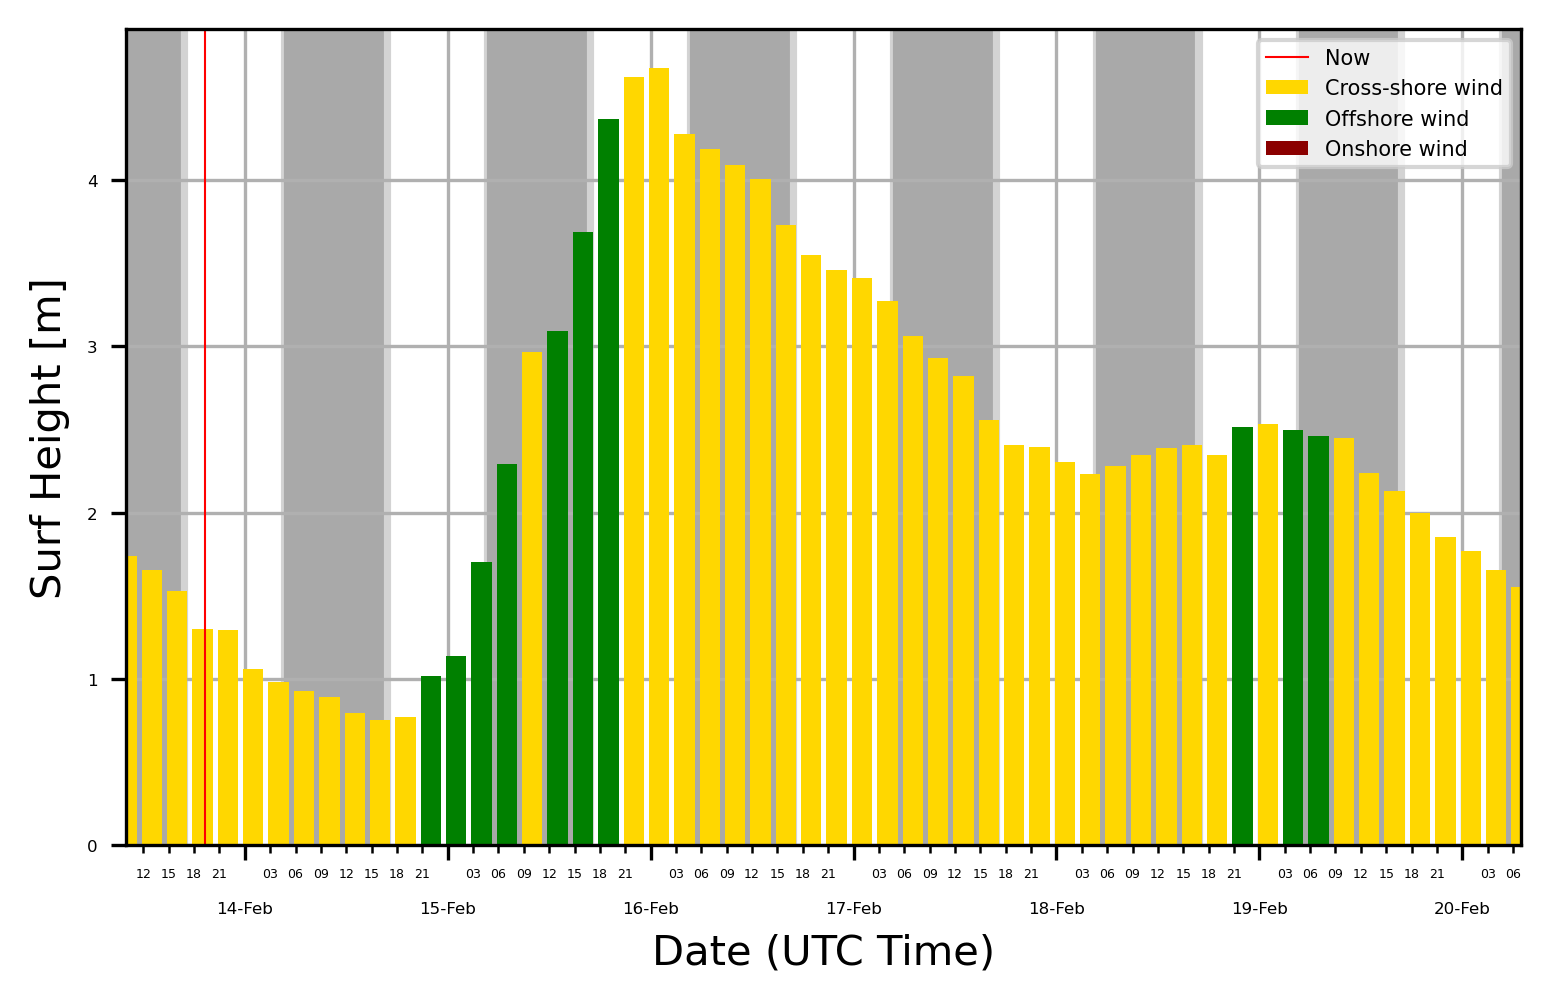 Surf Height [m]
4
3
2
1
0
Now
Cross-shore wind
Offshore wind
Onshore wind
12 15 18 21 03 06 09 12 15 18 21 03 06 09 12 15 18 21 03 06 09 12 15 18 21 03 06 09 12 15 18 21 03 06 09 12 15 18 21 03 06 09 12 15 18 21 03 06
14-Feb 15-Feb 16-Feb 17-Feb 18-Feb 19-Feb 20-Feb
Date (UTC Time)